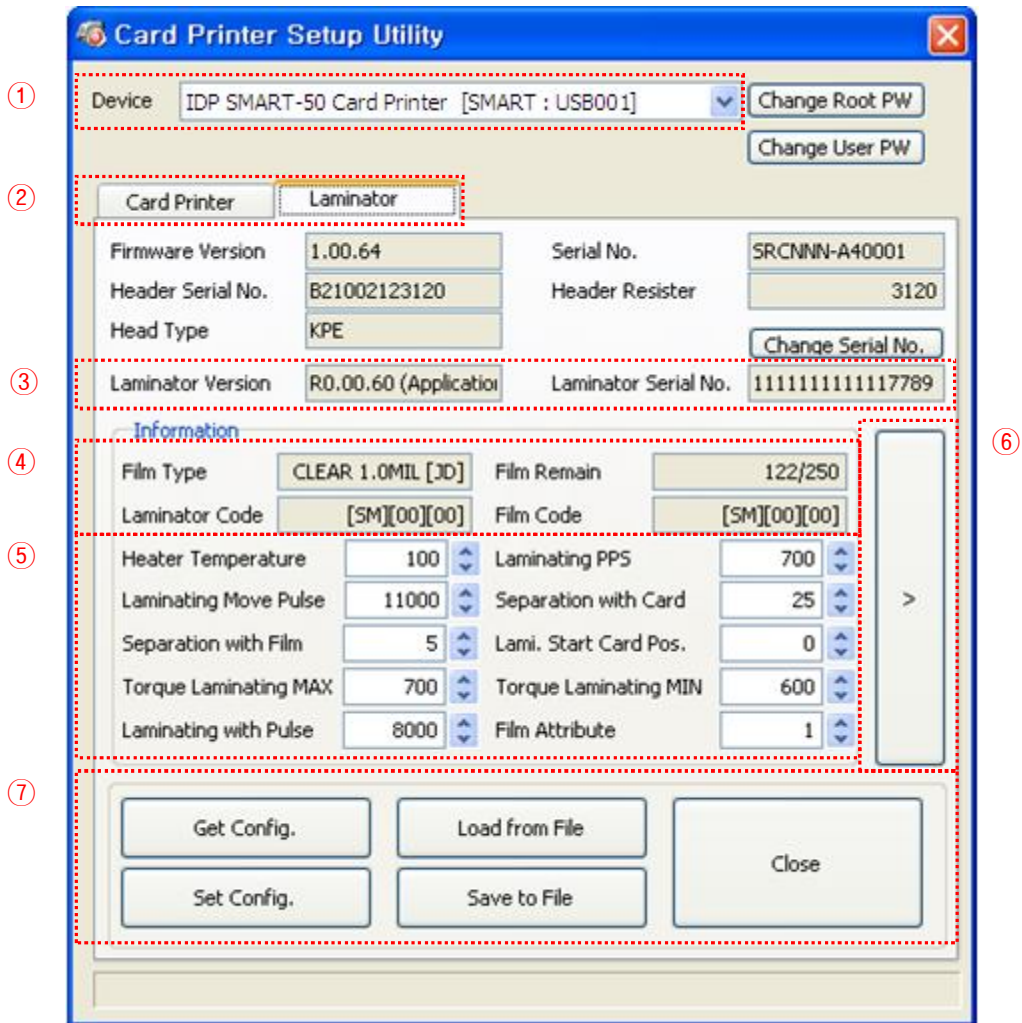 Card Printer Setup Utility
① Device IDP SMART-50 Card Printer [SMART : USB001] Change Root PW
Change User PW
② Card Printer Laminator
Firmware Version 1.00.64 Serial No. SRCNNN-A40001
Header Serial No. B21002123120 Header Resister 3120
Head Type KPE
Change Serial No.
③ Laminator Version R0.00.60 (Application Laminator Serial No. 1111111111117789
Information
⑥
④ Film Type CLEAR 1.0MIL [JD] Film Remain 122/250
Laminator Code [SM][00][00] Film Code [SM][00][00]
⑤ Heater Temperature 100 Laminating PPS 700
Laminating Move Pulse 11000 Separation with Card 25 >
Separation with Film 5 Lami. Start Card Pos. 0
Torque Laminating MAX 700 Torque Laminating MIN 600
Laminating with Pulse 8000 Film Attribute 1
⑦
Get Config. Load from File
Close
Set Config. Save to File